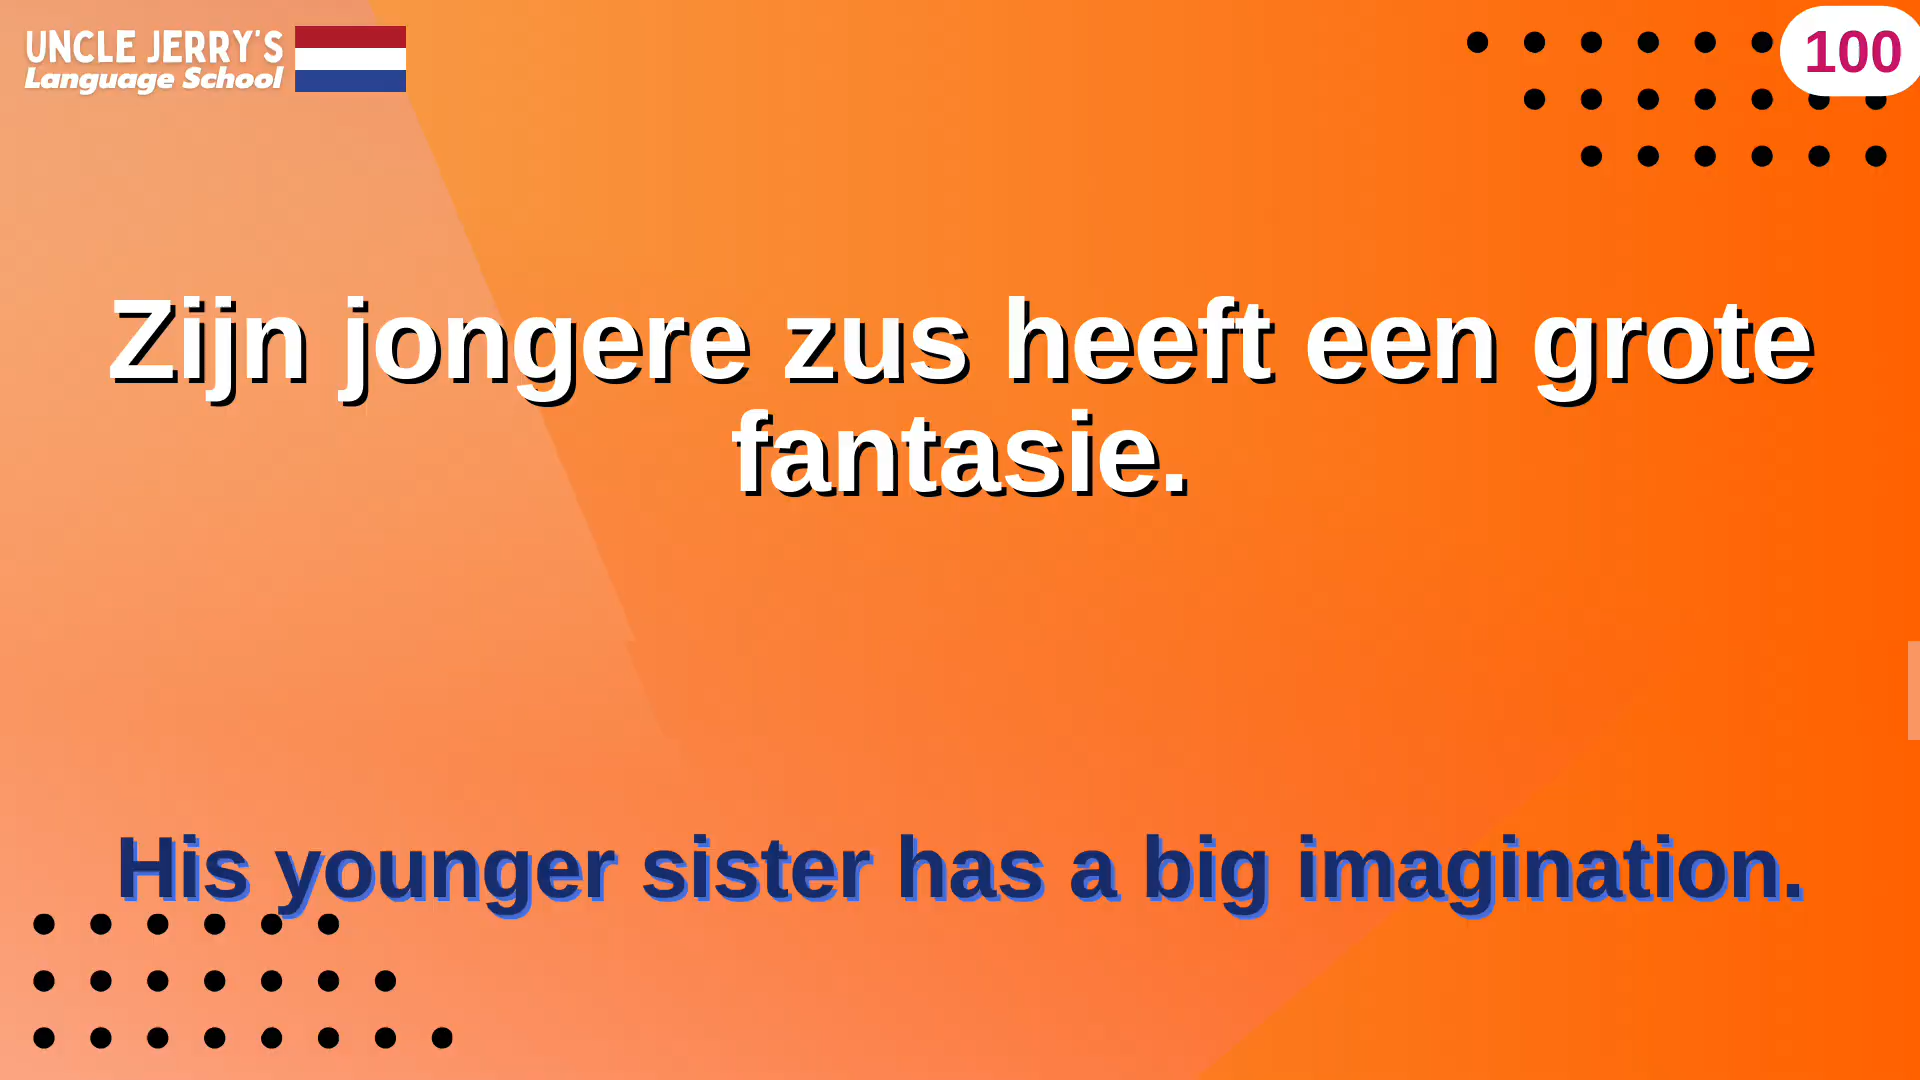 UNCLE JERRY'S
Language School
100
Zijn jongere zus heeft een grote
fantasie.
His younger sister has a big imagination.